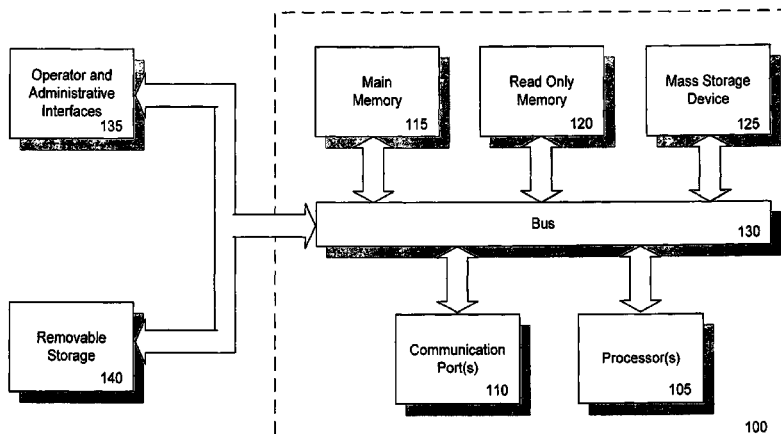 Operator and
Administrative
Interfaces
135
Main
Memory
115
Read Only
Memory
120
Mass Storage
Device
125
Bus
130
Removable
Storage
140
Communication
Port(s)
110
Processor(s)
105
100